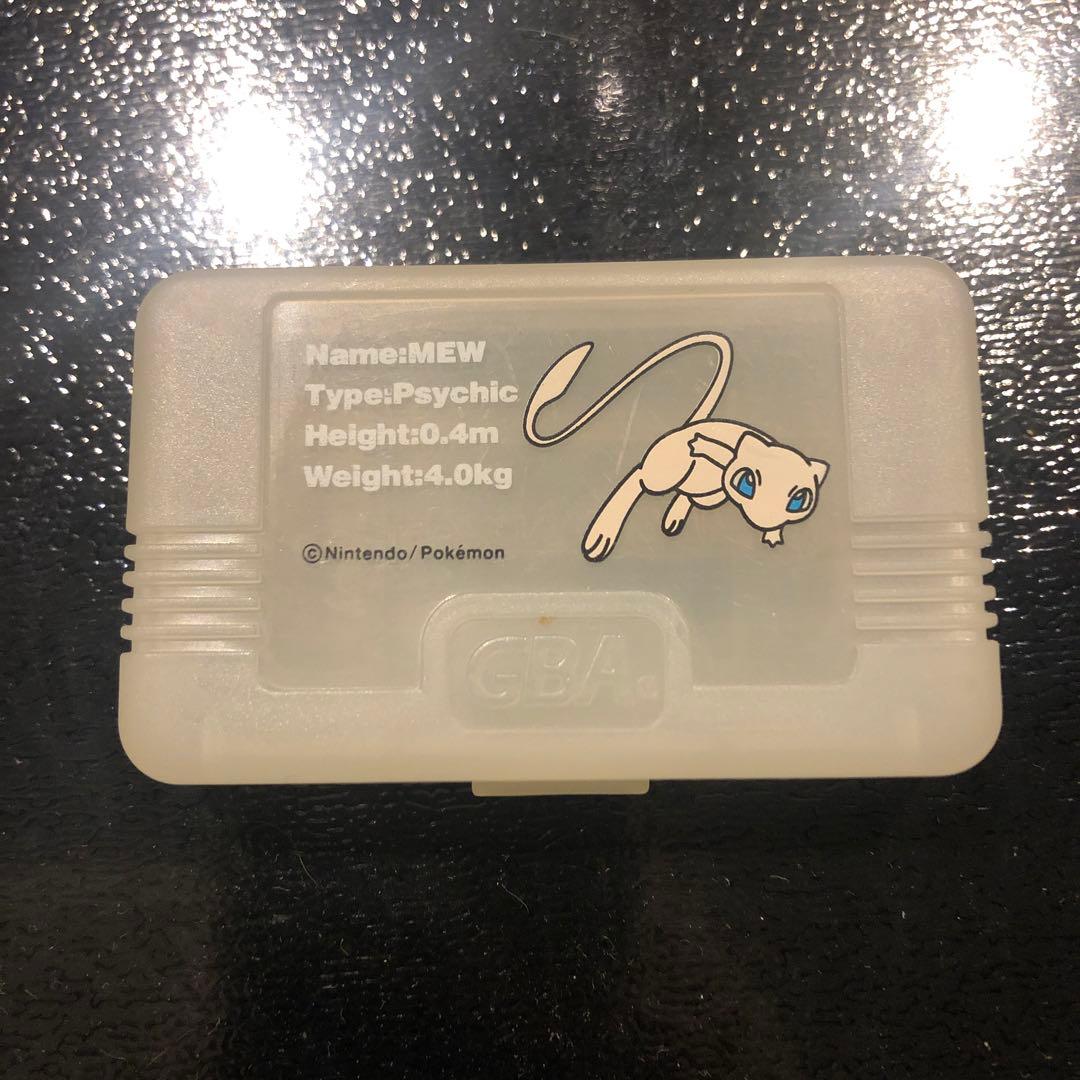 Name:MEW
Type:Psychic
Height:0.4m
Weight:4.0kg
©Nintendo/Pokémon
GBA